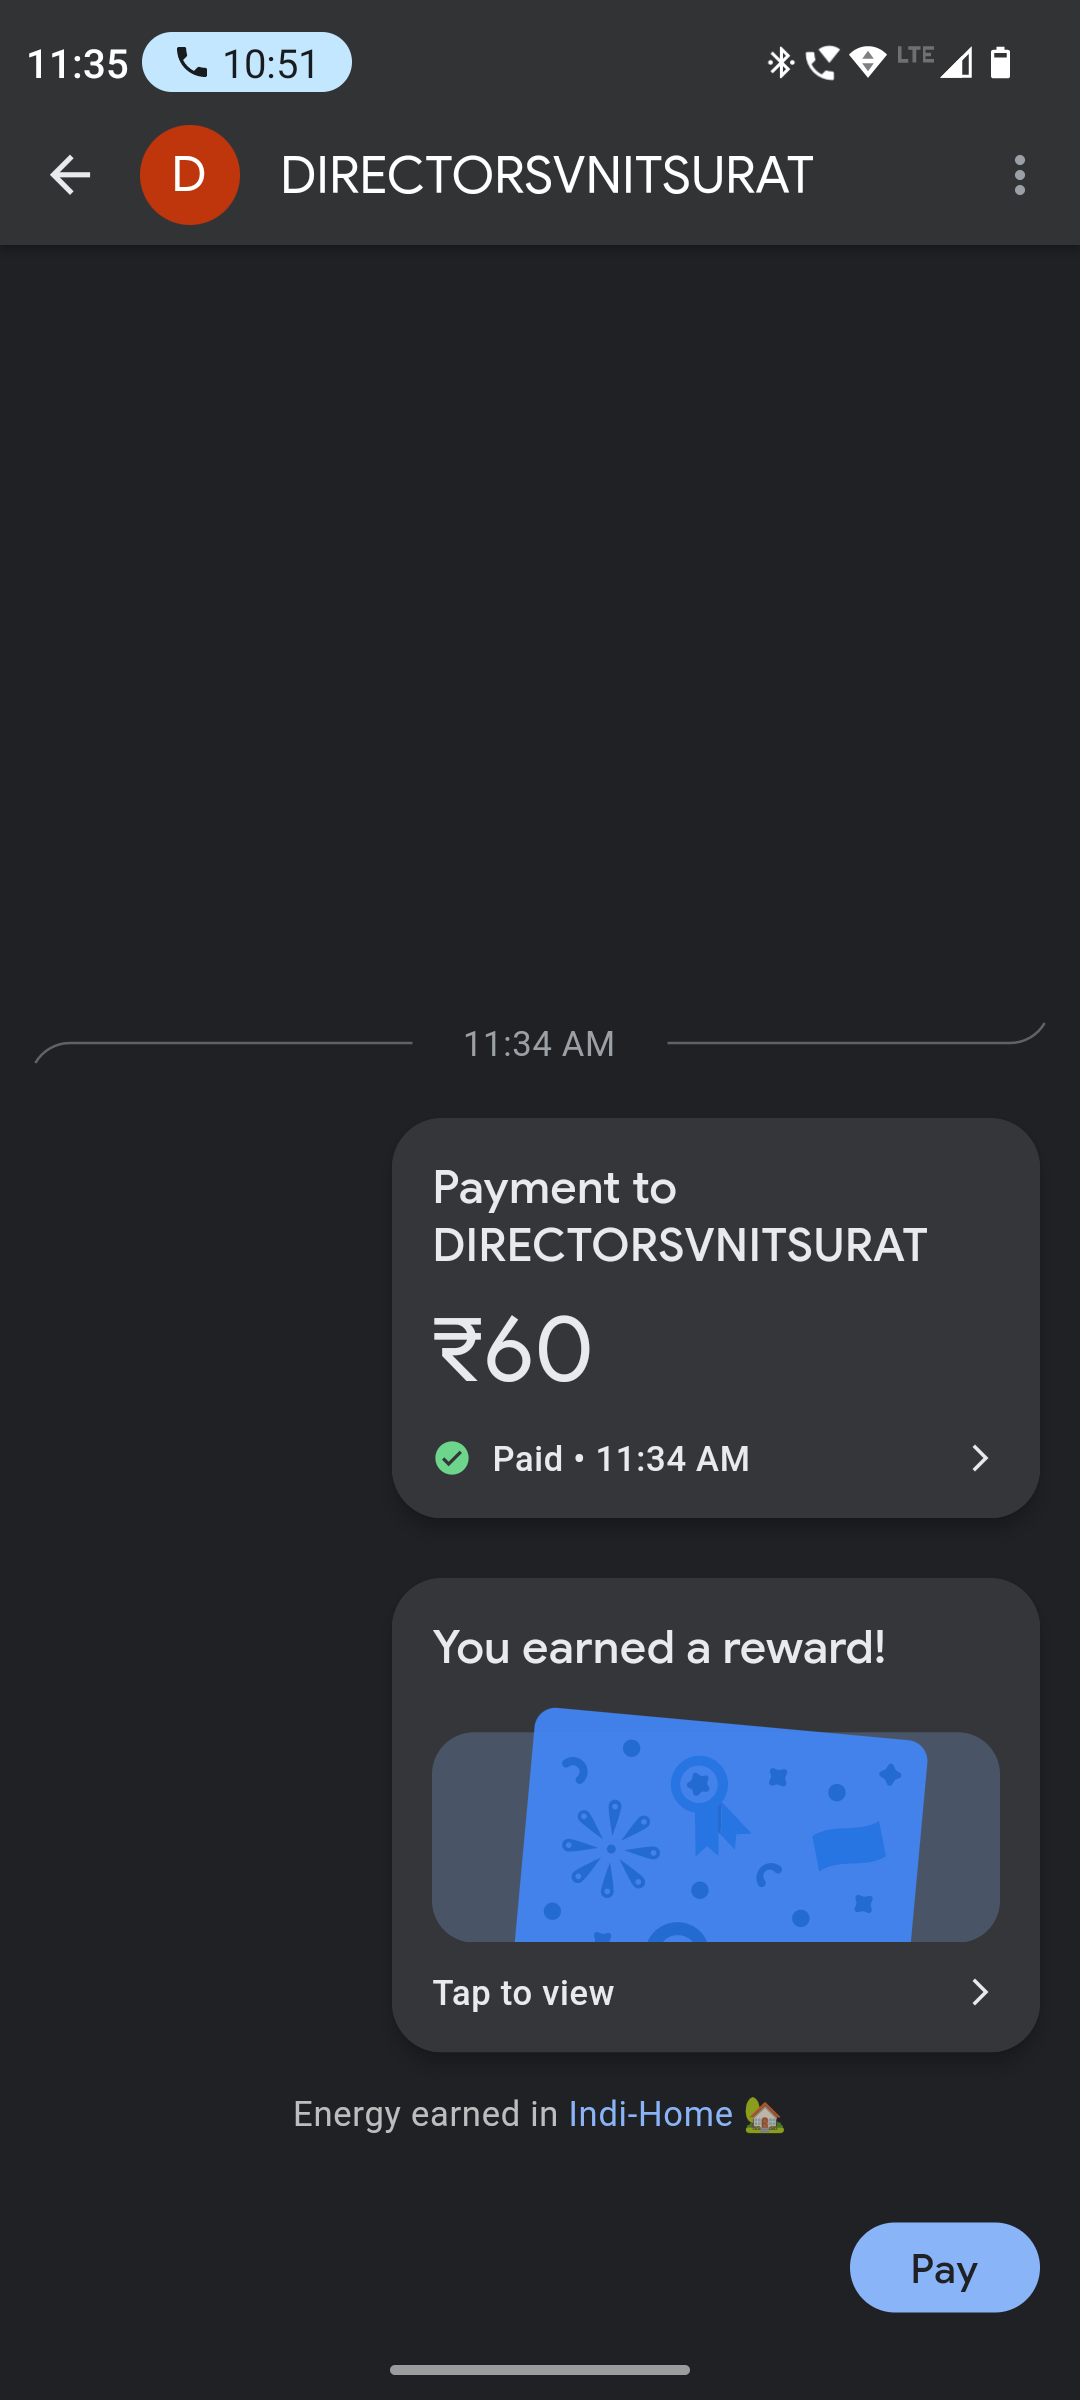 11:35 10:51 LTE
D DIRECTORSVNITSURAT
11:34 AM
Payment to
DIRECTORSVNITSURAT
₹60
Paid • 11:34 AM
You earned a reward!
Tap to view
Energy earned in Indi-Home 🏡
Pay